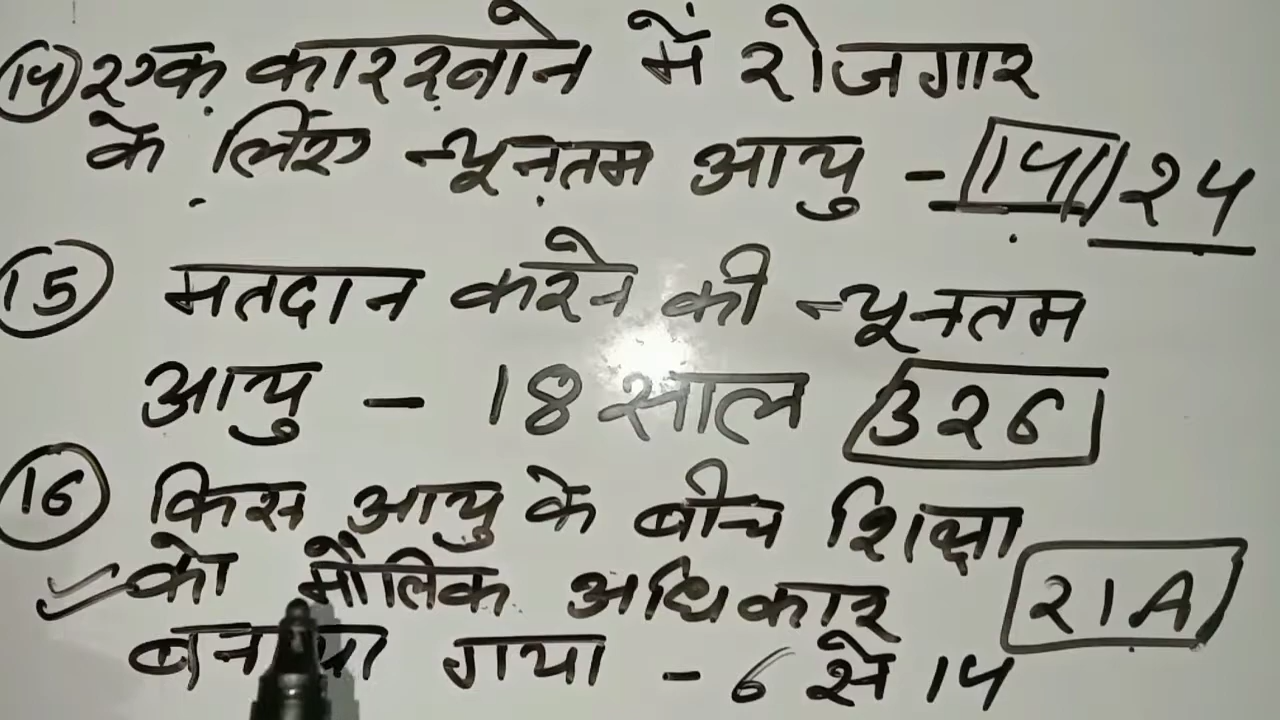 14 एक कारखाने में रोजगार
के लिए न्यूनतम आयु - 14 24
15 मतदान करने की न्यूनतम
आयु - 18 साल 326
16 किस आयु के बीच शिक्षा
को मौलिक अधिकार 21A
बनाया गया - 6 से 14